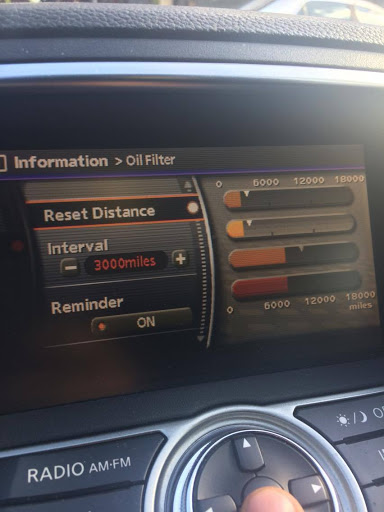 Information > Oil Filter
0 6000 12000 18000
Reset Distance
Interval
− 3000miles +
Reminder
ON
0 6000 12000 18000
miles
RADIO AM·FM